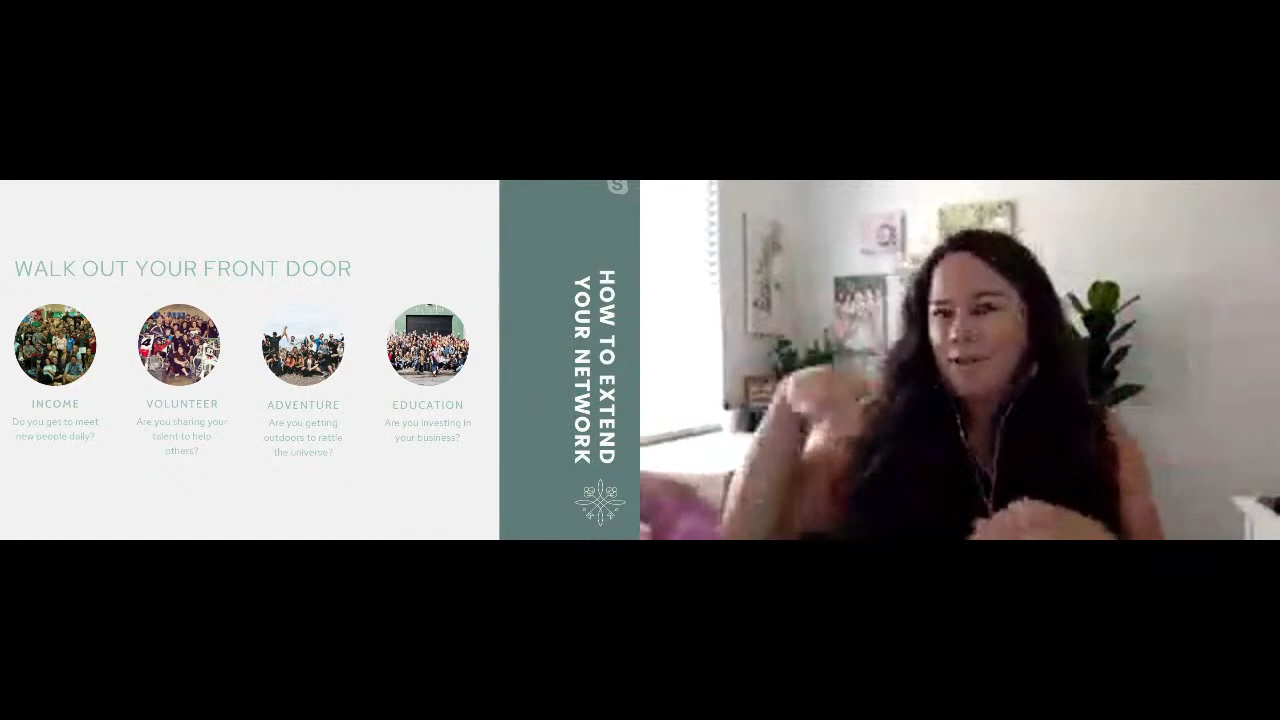 WALK OUT YOUR FRONT DOOR
INCOME
Do you get to meet
new people daily?
VOLUNTEER
Are you sharing your
talent to help
others?
ADVENTURE
Are you getting
outdoors to rattle
the universe?
EDUCATION
Are you investing in
your business?
HOW TO EXTEND
YOUR NETWORK
S